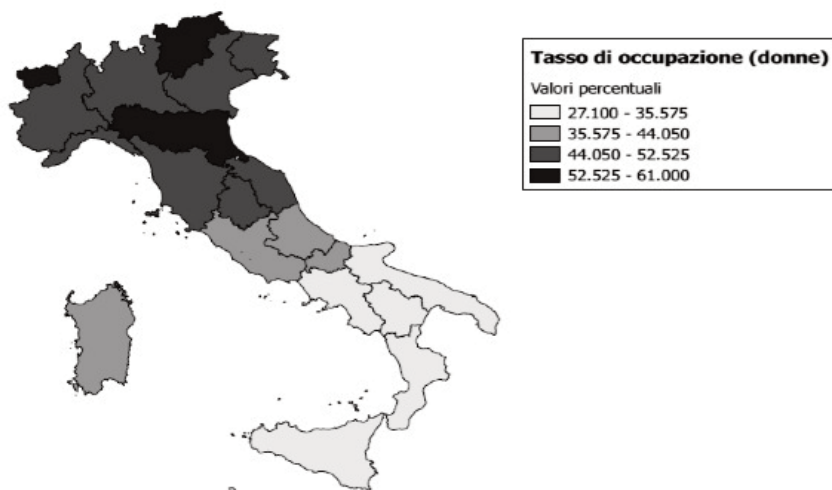 Tasso di occupazione (donne)
Valori percentuali
27.100 - 35.575
35.575 - 44.050
44.050 - 52.525
52.525 - 61.000